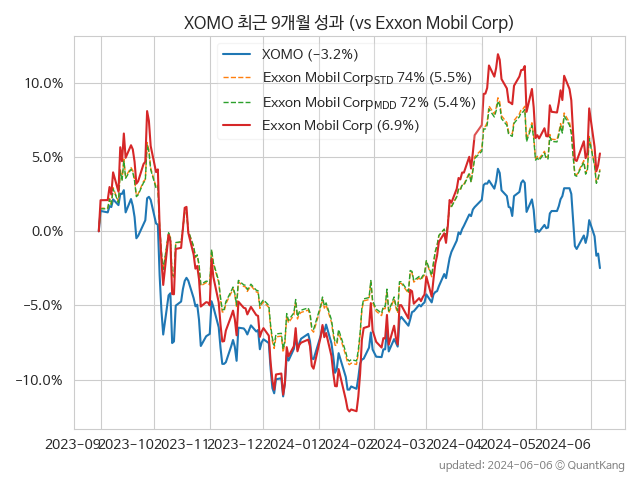 XOMO 최근 9개월 성과 (vs Exxon Mobil Corp)
XOMO (−3.2%)
Exxon Mobil CorpSTD 74% (5.5%)
Exxon Mobil CorpMDD 72% (5.4%)
Exxon Mobil Corp (6.9%)
10.0%
5.0%
0.0%
−5.0%
−10.0%
2023-09 2023-10 2023-11 2023-12 2024-01 2024-02 2024-03 2024-04 2024-05 2024-06
updated: 2024-06-06 © QuantKang